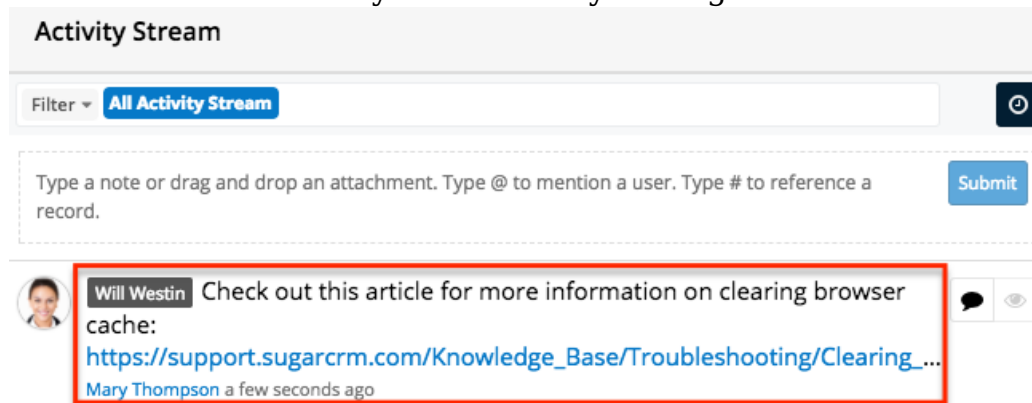 Activity Stream
Filter All Activity Stream
Type a note or drag and drop an attachment. Type @ to mention a user. Type # to reference a
record.
Submit
Will Westin Check out this article for more information on clearing browser
cache:
https://support.sugarcrm.com/Knowledge_Base/Troubleshooting/Clearing_...
Mary Thompson a few seconds ago